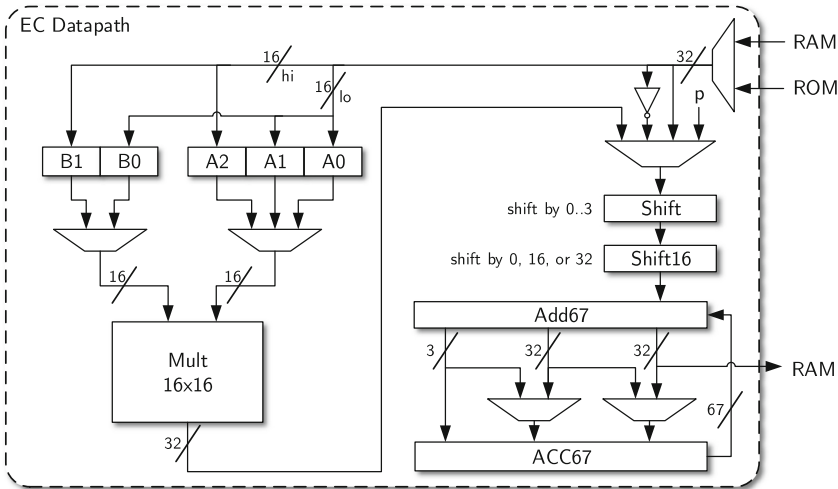 EC Datapath
16
hi
16
lo
32
RAM
ROM
p
B1 B0 A2 A1 A0
shift by 0..3 Shift
shift by 0, 16, or 32 Shift16
16
16
Add67
Mult
16x16
3
32
32
RAM
67
32
ACC67